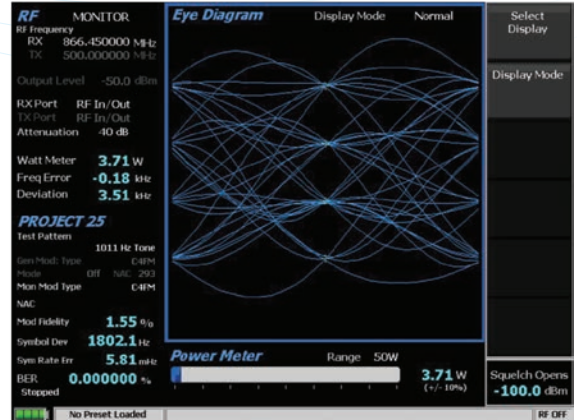 RF MONITOR
RF Frequency
RX 866.450000 MHz
TX 500.000000 MHz
Output Level -50.0 dBm
RX Port RF In/Out
TX Port RF In/Out
Attenuation 40 dB
Watt Meter 3.71 W
Freq Error -0.18 kHz
Deviation 3.51 kHz
PROJECT 25
Test Pattern
1011 Hz Tone
Gen Mod: Type C4FM
Mode Off NAC 293
Mon Mod Type C4FM
NAC
Mod Fidelity 1.55 %
Symbol Dev 1802.1 Hz
Sym Rate Err 5.81 mHz
BER 0.000000 %
Stopped
Eye Diagram Display Mode Normal
Power Meter Range 50W
3.71 W
(+/- 10%)
Select
Display
Display Mode
Squelch Opens
-100.0 dBm
No Preset Loaded
RF OFF